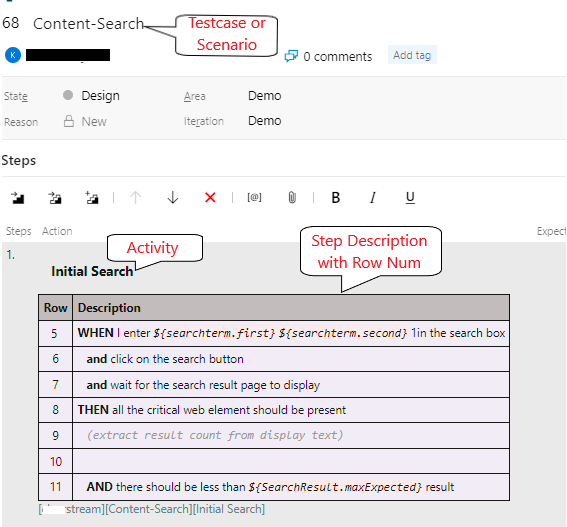 68 Content-Search
Testcase or
Scenario
K
0 comments
Add tag
State Design
Area Demo
Reason New
Iteration Demo
Steps
[@] B I U
Steps Action
Expect
1.
Activity
Step Description
with Row Num
Initial Search
Row Description
5 WHEN I enter ${searchterm.first} ${searchterm.second} 1in the search box
6 and click on the search button
7 and wait for the search result page to display
8 THEN all the critical web element should be present
9 (extract result count from display text)
10
11 AND there should be less than ${SearchResult.maxExpected} result
stream][Content-Search][Initial Search]